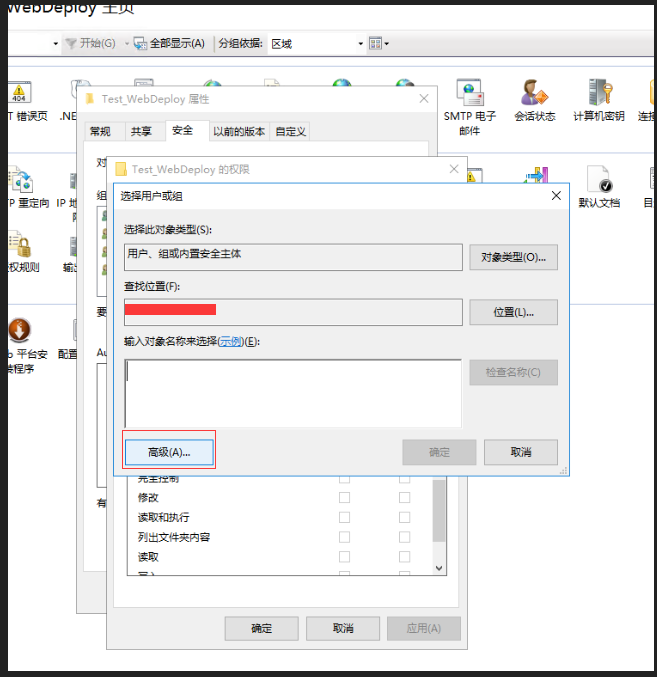 WebDeploy 主页
开始(G)
全部显示(A)
分组依据:
区域
404
T 错误页
.NE
SMTP 电子邮件
会话状态
计算机密钥
连接
Test_WebDeploy 属性
常规
共享
安全
以前的版本
自定义
对
组
要
Au
有
TP 重定向
IP 地
默认文档
目
权规则
输出
b 平台安
装程序
配置
Test_WebDeploy 的权限
选择用户或组
选择此对象类型(S):
用户、组或内置安全主体
对象类型(O)...
查找位置(F):
位置(L)...
输入对象名称来选择(示例)(E):
检查名称(C)
高级(A)...
确定
取消
完全控制
修改
读取和执行
列出文件夹内容
读取
确定
取消
应用(A)